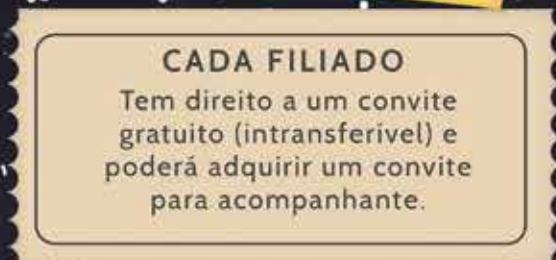 CADA FILIADO
Tem direito a um convite
gratuito (intransferível) e
poderá adquirir um convite
para acompanhante.